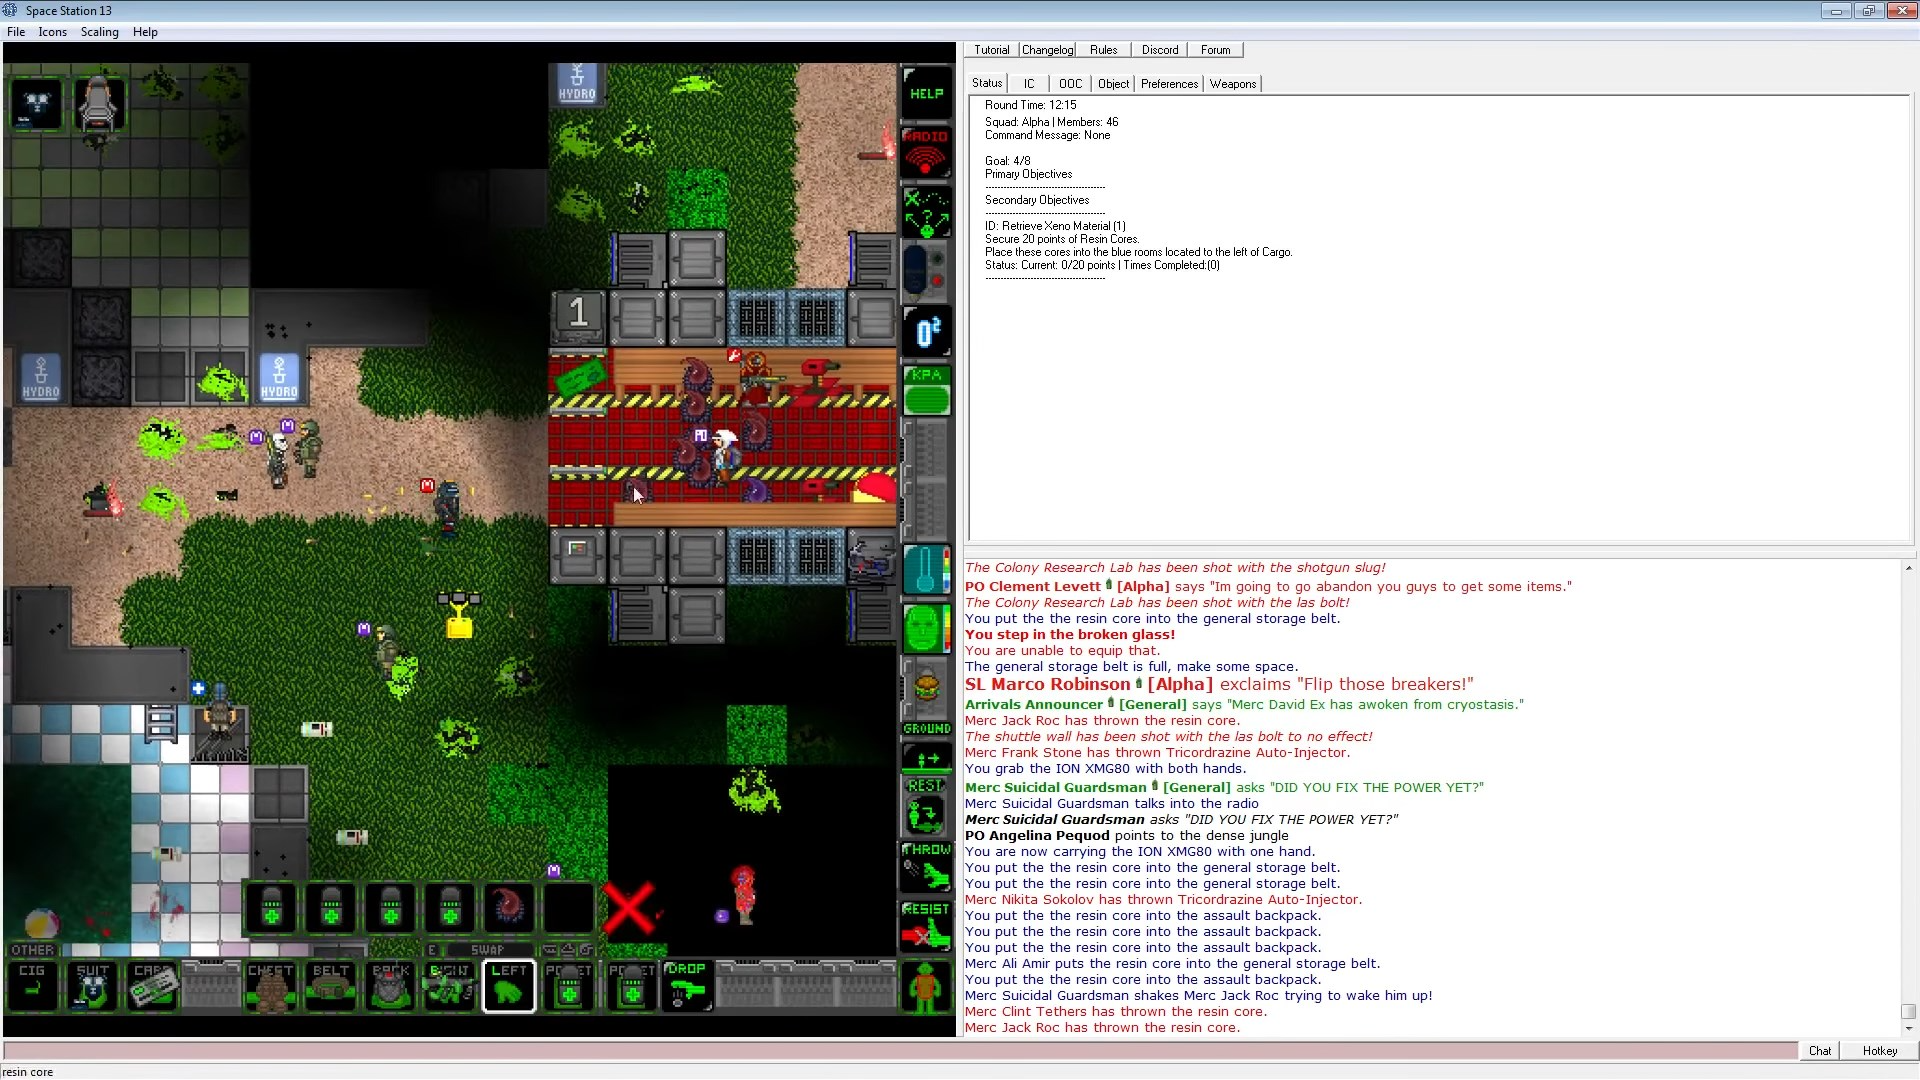 Space Station 13
File Icons Scaling Help
Tutorial Changelog Rules Discord Forum
Status IC OOC Object Preferences Weapons
Round Time: 12:15
Squad: Alpha | Members: 46
Command Message: None
Goal: 4/8
Primary Objectives
----------------------------------------
Secondary Objectives
----------------------------------------
ID: Retrieve Xeno Material (1)
Secure 20 points of Resin Cores.
Place these cores into the blue rooms located to the left of Cargo.
Status: Current: 0/20 points | Times Completed:(0)
----------------------------------------
The Colony Research Lab has been shot with the shotgun slug!
PO Clement Levett [Alpha] says "Im going to go abandon you guys to get some items."
The Colony Research Lab has been shot with the las bolt!
You put the the resin core into the general storage belt.
You step in the broken glass!
You are unable to equip that.
The general storage belt is full, make some space.
SL Marco Robinson [Alpha] exclaims "Flip those breakers!"
Arrivals Announcer [General] says "Merc David Ex has awoken from cryostasis."
Merc Jack Roc has thrown the resin core.
The shuttle wall has been shot with the las bolt to no effect!
Merc Frank Stone has thrown Tricordrazine Auto-Injector.
You grab the ION XMG80 with both hands.
Merc Suicidal Guardsman [General] asks "DID YOU FIX THE POWER YET?"
Merc Suicidal Guardsman talks into the radio
Merc Suicidal Guardsman asks "DID YOU FIX THE POWER YET?"
PO Angelina Pequod points to the dense jungle
You are now carrying the ION XMG80 with one hand.
You put the the resin core into the general storage belt.
You put the the resin core into the general storage belt.
Merc Nikita Sokolov has thrown Tricordrazine Auto-Injector.
You put the the resin core into the assault backpack.
You put the the resin core into the assault backpack.
You put the the resin core into the assault backpack.
Merc Ali Amir puts the resin core into the general storage belt.
You put the the resin core into the assault backpack.
Merc Suicidal Guardsman shakes Merc Jack Roc trying to wake him up!
Merc Clint Tethers has thrown the resin core.
Merc Jack Roc has thrown the resin core.
Chat Hotkey
resin core
HYDRO
HELP
RADIO
1
KPA
HYDRO
HYDRO
PO
M
GROUND
REST
THROW
RESIST
OTHER
E SWAP
CIG SUIT CARD CHEST BELT BACK RIGHT LEFT POCKET POCKET DROP